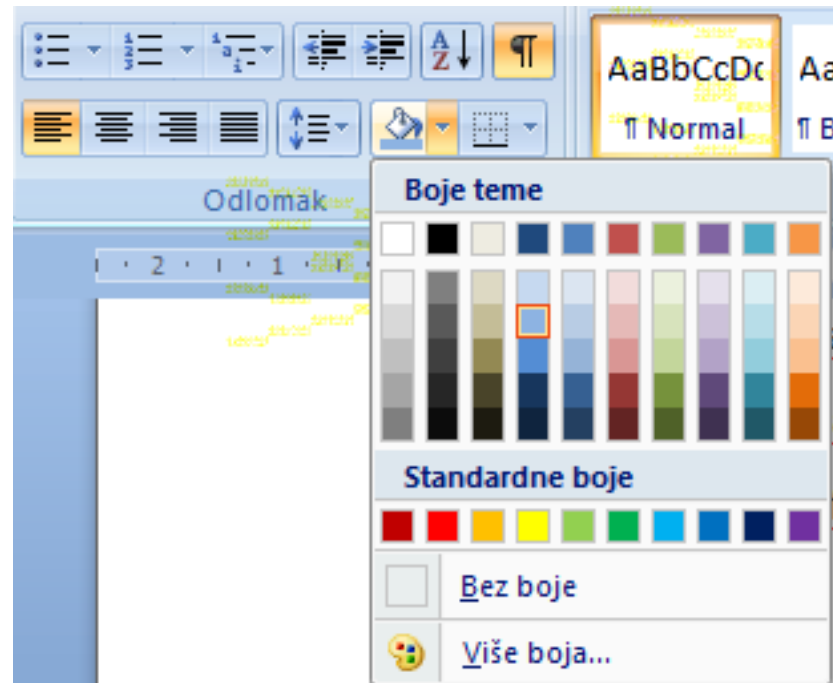 AaBbCcDc Aa
¶ Normal ¶ B
Odlomak
Boje teme
2 1
Standardne boje
Bez boje
Više boja...